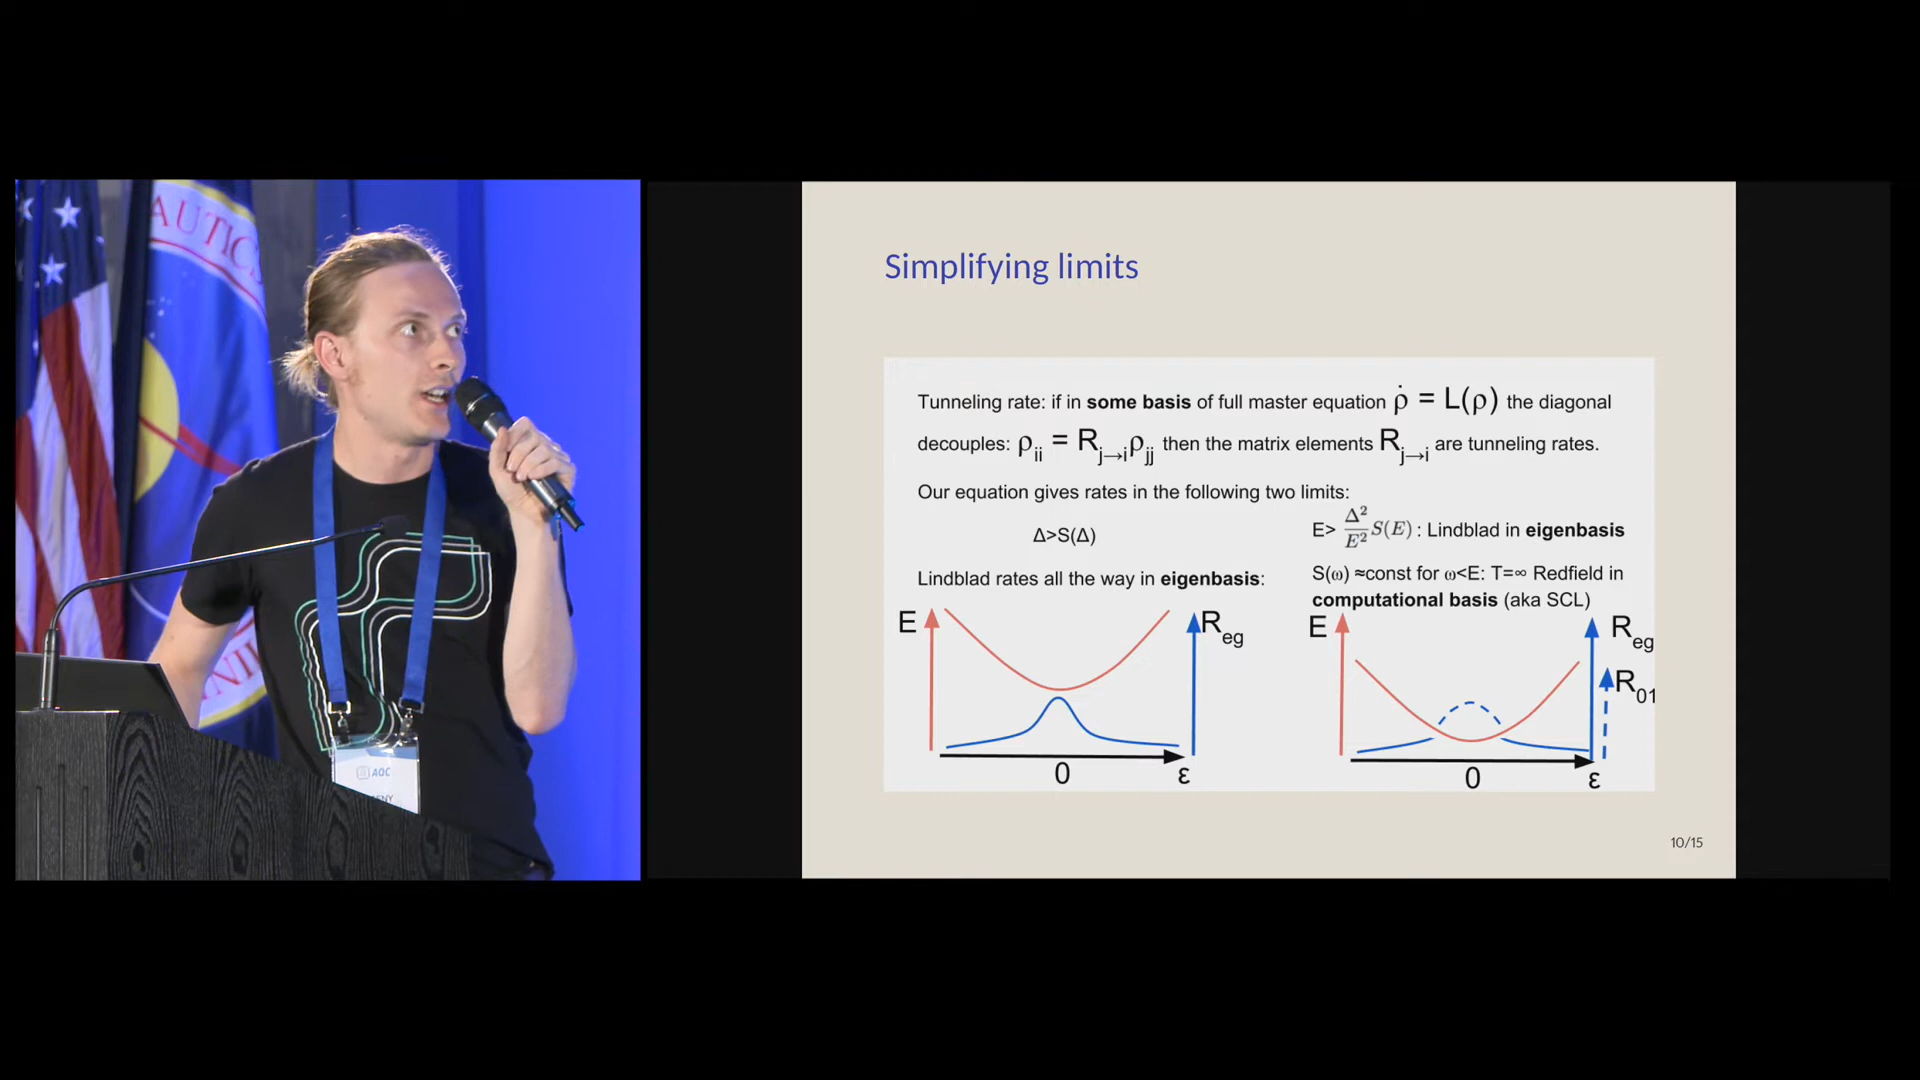 AUTIC
AQC
Simplifying limits
Tunneling rate: if in some basis of full master equation ρ̇ = L(ρ) the diagonal
decouples: ρii = Rj→iρjj then the matrix elements Rj→i are tunneling rates.
Our equation gives rates in the following two limits:
Δ>S(Δ)
Lindblad rates all the way in eigenbasis:
E Reg
0 ε
E> Δ²/E² S(E) : Lindblad in eigenbasis
S(ω) ≈const for ω<E: T=∞ Redfield in
computational basis (aka SCL)
E Reg
R01
0 ε
10/15